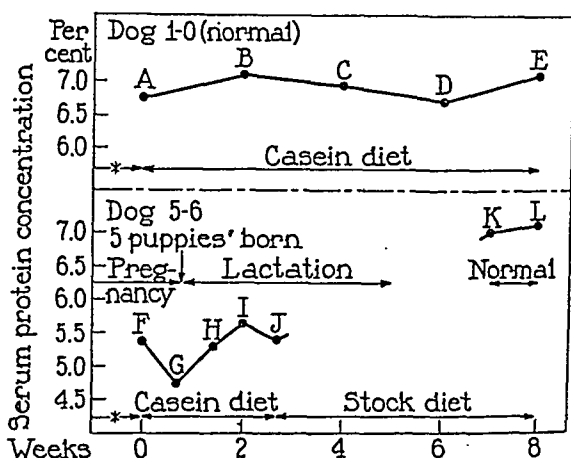 Serum protein concentration
Per cent
Dog 1-0 (normal)
A B C D E
7.0
6.5
6.0
* Casein diet
Dog 5-6
5 puppies' born
Preg-nancy
Lactation
Normal
K L
7.0
6.5
6.0
5.5
5.0
4.5
F G H I J
* Casein diet
Stock diet
Weeks 0 2 4 6 8